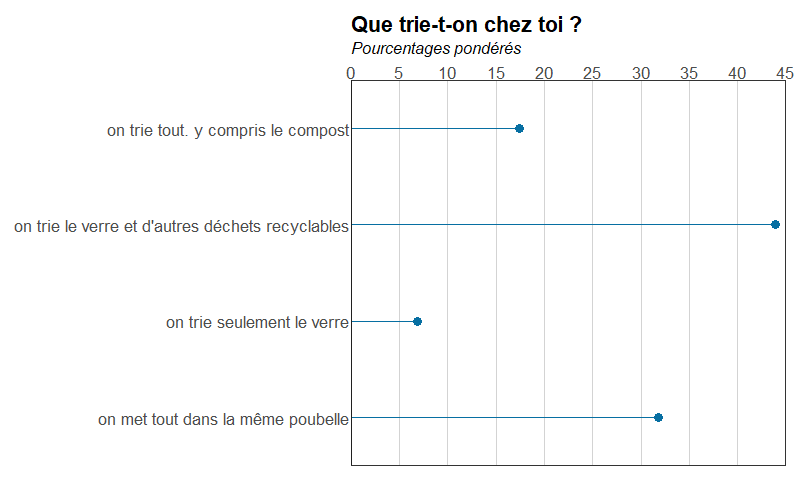 Que trie-t-on chez toi ?
Pourcentages pondérés
0 5 10 15 20 25 30 35 40 45
on trie tout. y compris le compost
on trie le verre et d'autres déchets recyclables
on trie seulement le verre
on met tout dans la même poubelle